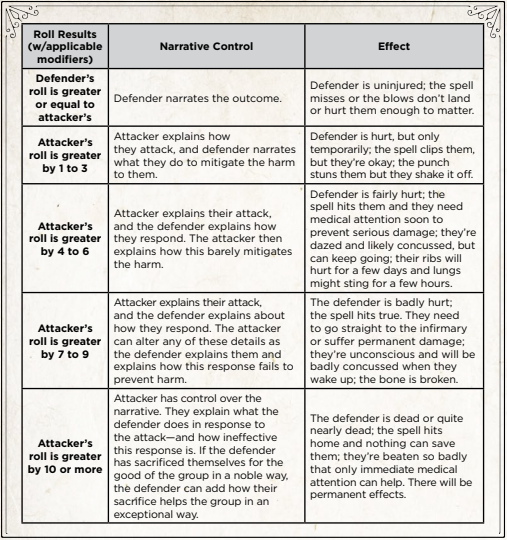 Roll Results
(w/applicable
modifiers)
Narrative Control
Effect
Defender's
roll is greater
or equal to
attacker's
Defender narrates the outcome.
Defender is uninjured; the spell
misses or the blows don't land
or hurt them enough to matter.
Attacker's
roll is greater
by 1 to 3
Attacker explains how
they attack, and defender narrates
what they do to mitigate the harm
to them.
Defender is hurt, but only
temporarily; the spell clips them,
but they're okay; the punch
stuns them but they shake it off.
Attacker's
roll is greater
by 4 to 6
Attacker explains their attack,
and the defender explains how
they respond. The attacker then
explains how this barely mitigates
the harm.
Defender is fairly hurt; the
spell hits them and they need
medical attention soon to
prevent serious damage; they're
dazed and likely concussed, but
can keep going; their ribs will
hurt for a few days and lungs
might sting for a few hours.
Attacker's
roll is greater
by 7 to 9
Attacker explains their attack,
and the defender explains about
how they respond. The attacker
can alter any of these details as
the defender explains them and
explains how this response fails to
prevent harm.
The defender is badly hurt;
the spell hits true. They need
to go straight to the infirmary
or suffer permanent damage;
they're unconscious and will be
badly concussed when they
wake up; the bone is broken.
Attacker's
roll is greater
by 10 or more
Attacker has control over the
narrative. They explain what the
defender does in response to
the attack—and how ineffective
this response is. If the defender
has sacrificed themselves for the
good of the group in a noble way,
the defender can add how their
sacrifice helps the group in an
exceptional way.
The defender is dead or quite
nearly dead; the spell hits
home and nothing can save
them; they're beaten so badly
that only immediate medical
attention can help. There will be
permanent effects.